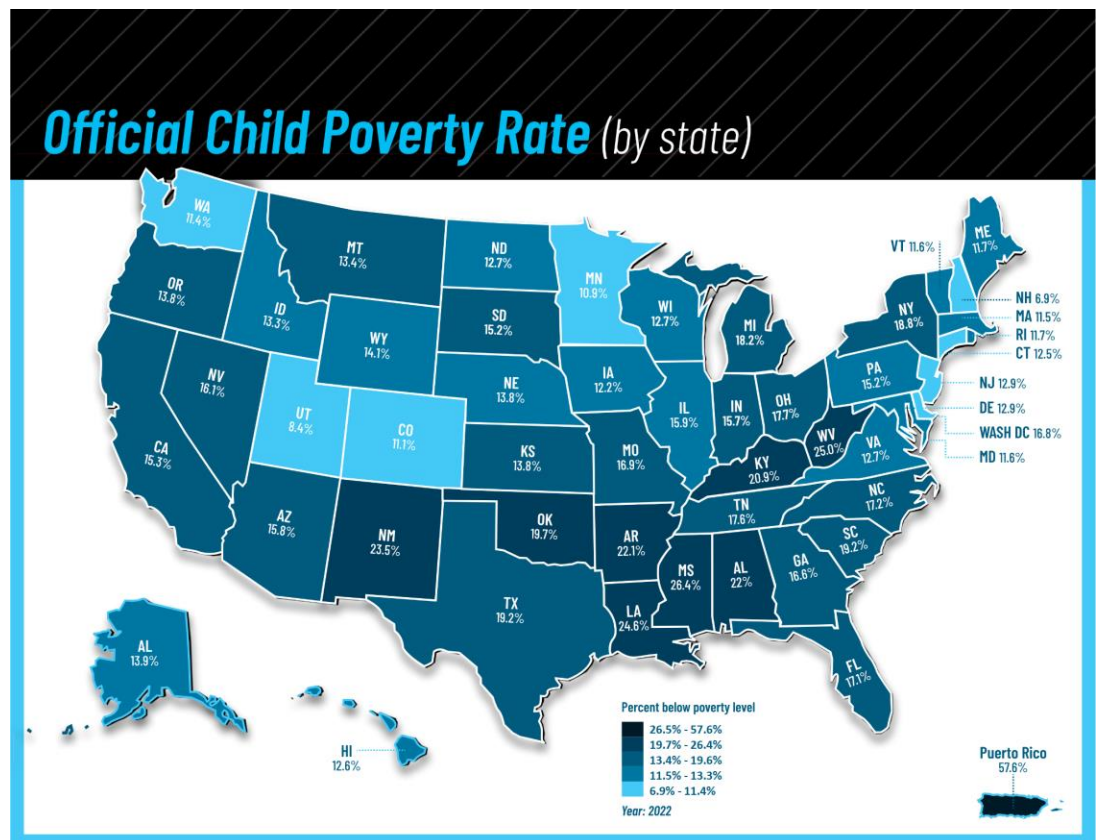 Official Child Poverty Rate (by state)
WA
11.4%
OR
13.8%
CA
15.3%
NV
16.1%
ID
13.3%
MT
13.4%
WY
14.1%
UT
8.4%
CO
11.1%
AZ
15.8%
NM
23.5%
ND
12.7%
SD
15.2%
NE
13.8%
KS
13.8%
OK
19.7%
TX
19.2%
MN
10.9%
IA
12.2%
MO
16.9%
AR
22.1%
LA
24.6%
WI
12.7%
IL
15.9%
MI
18.2%
IN
15.7%
OH
17.7%
KY
20.9%
WV
25.0%
TN
17.6%
MS
26.4%
AL
22%
GA
16.6%
FL
17.1%
SC
19.2%
NC
17.2%
VA
12.7%
PA
15.2%
NY
18.8%
VT 11.6%
ME
11.7%
NH 6.9%
MA 11.5%
RI 11.7%
CT 12.5%
NJ 12.9%
DE 12.9%
WASH DC 16.8%
MD 11.6%
AL
13.9%
HI
12.6%
Percent below poverty level
26.5% - 57.6%
19.7% - 26.4%
13.4% - 19.6%
11.5% - 13.3%
6.9% - 11.4%
Year: 2022
Puerto Rico
57.6%